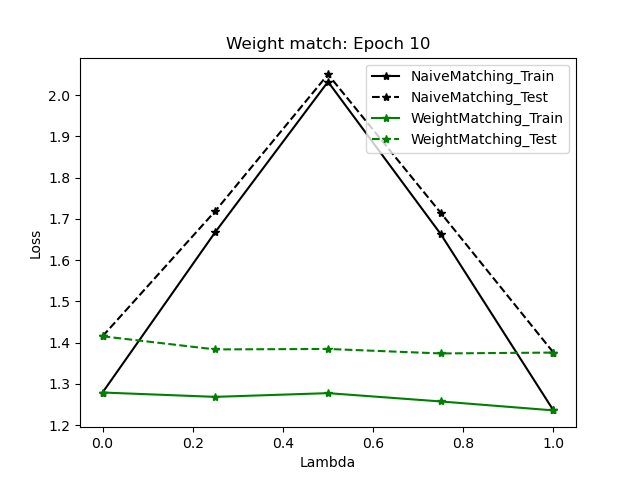 Weight match: Epoch 10
NaiveMatching_Train
NaiveMatching_Test
WeightMatching_Train
WeightMatching_Test
2.0
1.9
1.8
1.7
1.6
1.5
1.4
1.3
1.2
Loss
0.0 0.2 0.4 0.6 0.8 1.0
Lambda